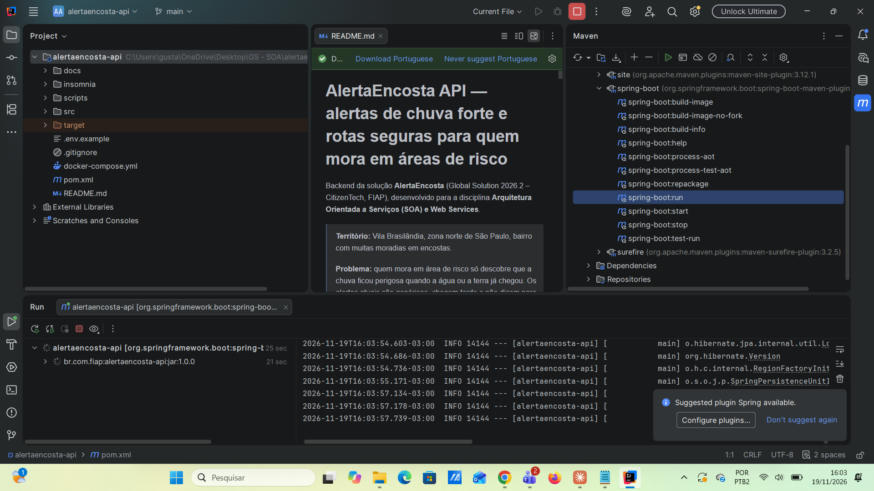 AA alertaencosta-api
main
Current File
Unlock Ultimate
Project
alertaencosta-api C:\Users\gusta\OneDrive\Desktop\GS - SOA\alertae
docs
insomnia
scripts
src
target
.env.example
.gitignore
docker-compose.yml
pom.xml
README.md
External Libraries
Scratches and Consoles
README.md
D... Download Portuguese Never suggest Portuguese
AlertaEncosta API —
alertas de chuva forte e
rotas seguras para quem
mora em áreas de risco
Backend da solução AlertaEncosta (Global Solution 2026.2 –
CitizenTech, FIAP), desenvolvido para a disciplina Arquitetura
Orientada a Serviços (SOA) e Web Services.
Território: Vila Brasilândia, zona norte de São Paulo, bairro
com muitas moradias em encostas.
Problema: quem mora em área de risco só descobre que a
chuva ficou perigosa quando a água ou a terra já chegou. Os
Maven
site (org.apache.maven.plugins:maven-site-plugin:3.12.1)
spring-boot (org.springframework.boot:spring-boot-maven-plugin
spring-boot:build-image
spring-boot:build-image-no-fork
spring-boot:build-info
spring-boot:help
spring-boot:process-aot
spring-boot:process-test-aot
spring-boot:repackage
spring-boot:run
spring-boot:start
spring-boot:stop
spring-boot:test-run
surefire (org.apache.maven.plugins:maven-surefire-plugin:3.2.5)
Dependencies
Repositories
Run
alertaencosta-api [org.springframework.boot:spring-boo...
alertaencosta-api [org.springframework.boot:spring-b 25 sec
br.com.fiap:alertaencosta-api:jar:1.0.0 21 sec
2026-11-19T16:03:54.603-03:00 INFO 14144 --- [alertaencosta-api] [ main] o.hibernate.jpa.internal.util.Lo
2026-11-19T16:03:54.686-03:00 INFO 14144 --- [alertaencosta-api] [ main] org.hibernate.Version
2026-11-19T16:03:54.736-03:00 INFO 14144 --- [alertaencosta-api] [ main] o.h.c.internal.RegionFactoryInit
2026-11-19T16:03:55.171-03:00 INFO 14144 --- [alertaencosta-api] [ main] o.s.o.j.p.SpringPersistenceUnitI
2026-11-19T16:03:57.134-03:00 INFO 14144 --- [alertaencosta-api] [
2026-11-19T16:03:57.178-03:00 INFO 14144 --- [alertaencosta-api] [
2026-11-19T16:03:57.739-03:00 INFO 14144 --- [alertaencosta-api] [
Suggested plugin Spring available.
Configure plugins... Don't suggest again
alertaencosta-api
pom.xml
1:1 CRLF UTF-8 2 spaces
1
Pesquisar
2
POR
PTB2
16:03
19/11/2026